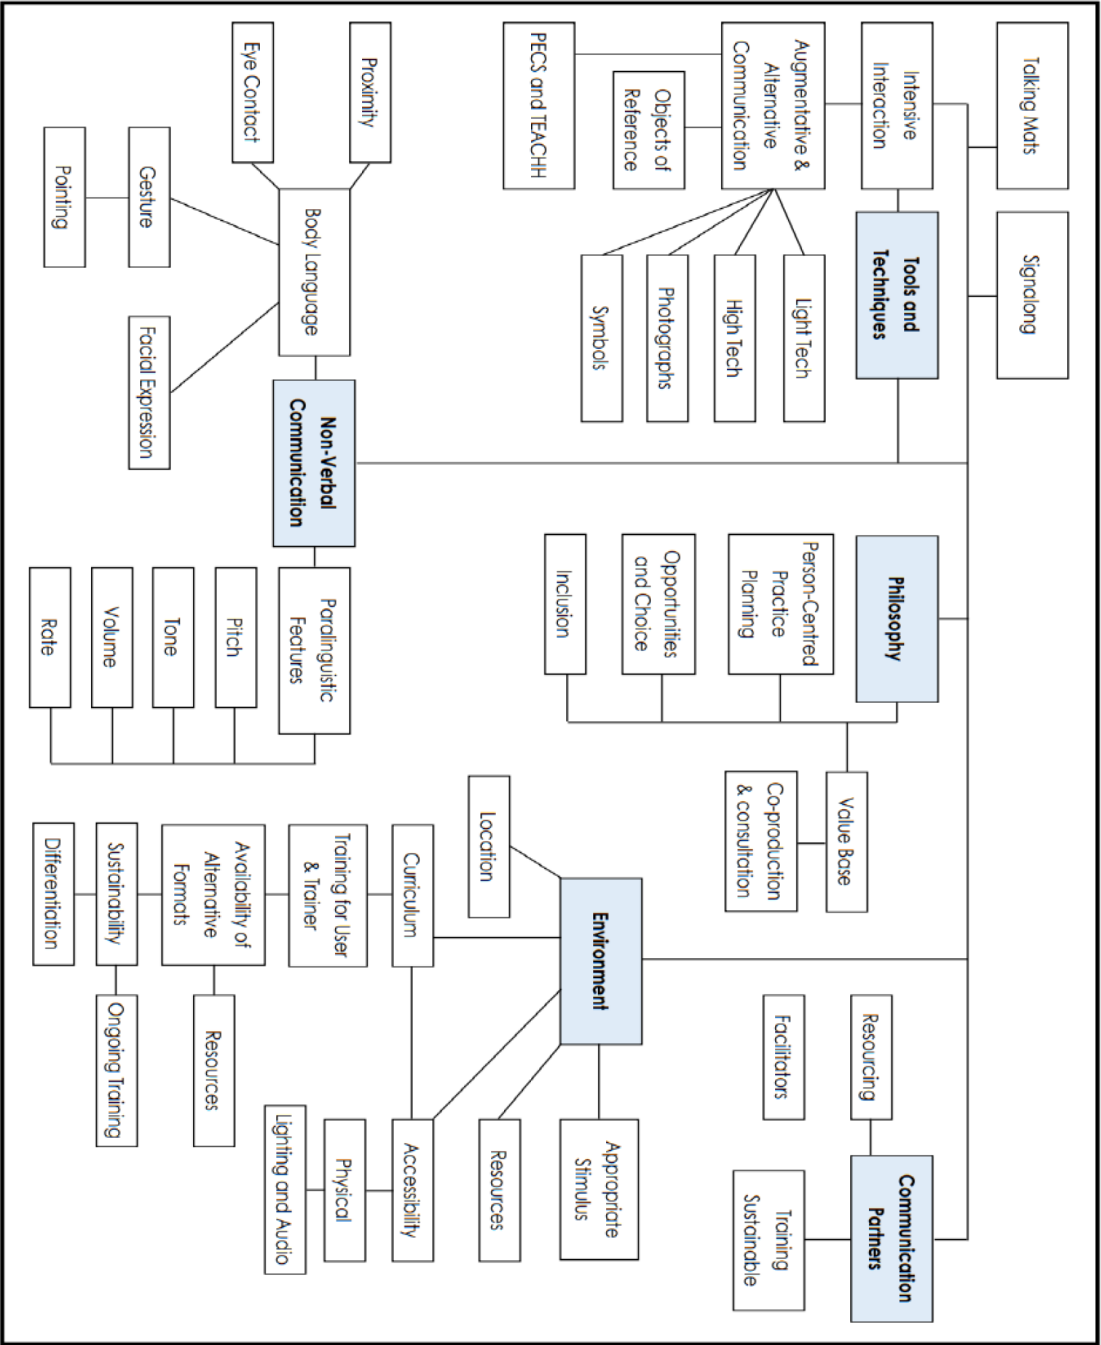 Talking Mats
Signalong
Intensive
Interaction
Tools and
Techniques
Augmentative &
Alternative
Communication
Objects of
Reference
PECS and TEACHH
Light Tech
High Tech
Photographs
Symbols
Proximity
Eye Contact
Body Language
Gesture
Pointing
Facial Expression
Non-Verbal
Communication
Paralinguistic
Features
Pitch
Tone
Volume
Rate
Philosophy
Person-Centred
Practice
Planning
Opportunities
and Choice
Inclusion
Value Base
Co-production
& consultation
Environment
Location
Curriculum
Training for User
& Trainer
Availability of
Alternative
Formats
Sustainability
Differentiation
Resources
Ongoing Training
Appropriate
Stimulus
Resources
Accessibility
Physical
Lighting and Audio
Communication
Partners
Resourcing
Facilitators
Training
Sustainable